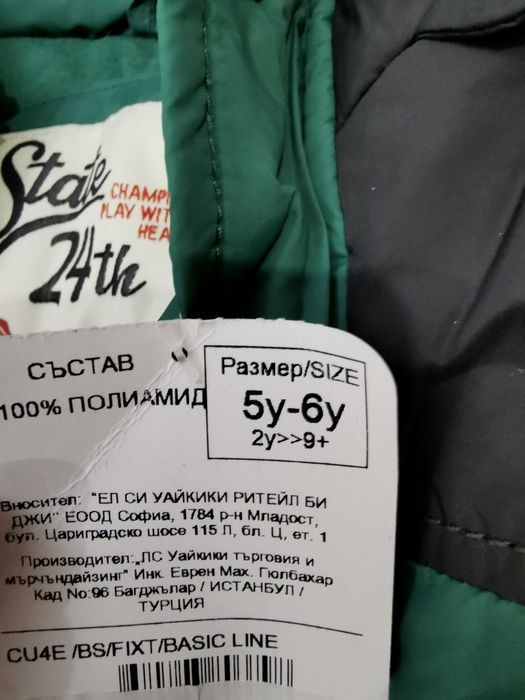 State
CHAMPI
PLAY WIT
HEA
24th
СЪСТАВ
100% ПОЛИАМИД
Размер/SIZE
5y-6y
2y>>9+
Вносител: "ЕЛ СИ УАЙКИКИ РИТЕЙЛ БИ
ДЖИ" ЕООД София, 1784 р-н Младост,
бул. Цариградско шосе 115 Л, бл. Ц, ет. 1
Производител:„ЛС Уайкики търговия и
мърчъндайзинг" Инк. Еврен Мах. Гюлбахар
Кад No:96 Багджълар / ИСТАНБУЛ /
ТУРЦИЯ
CU4E /BS/FIXT/BASIC LINE